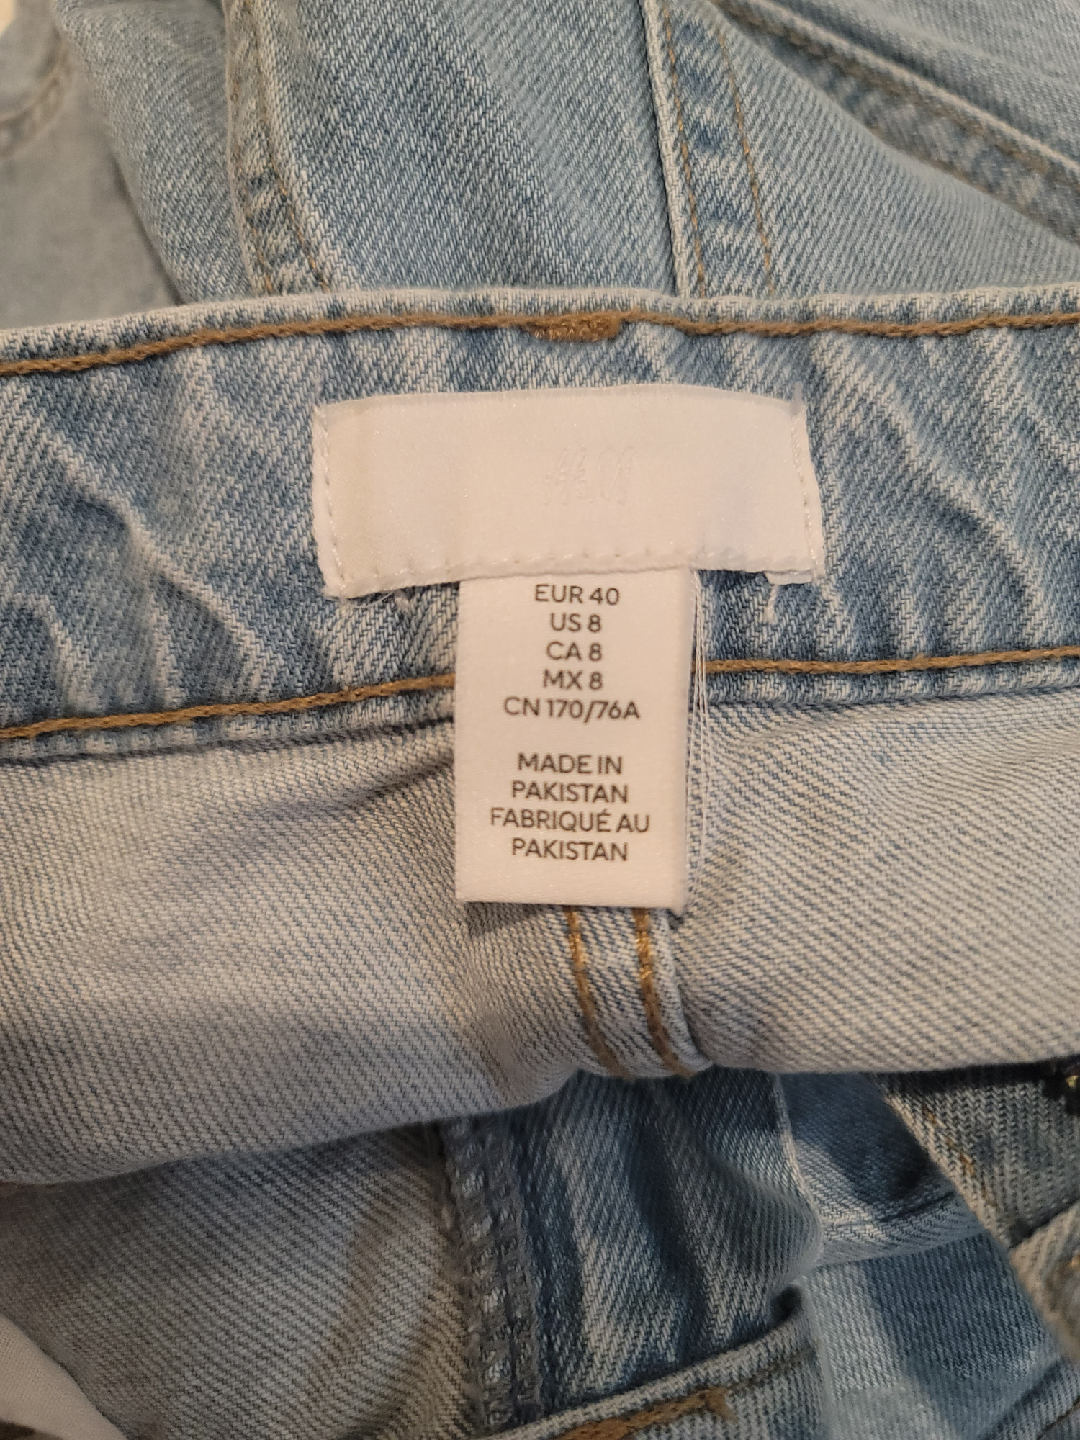 H&M
EUR 40
US 8
CA 8
MX 8
CN 170/76A
MADE IN
PAKISTAN
FABRIQUÉ AU
PAKISTAN